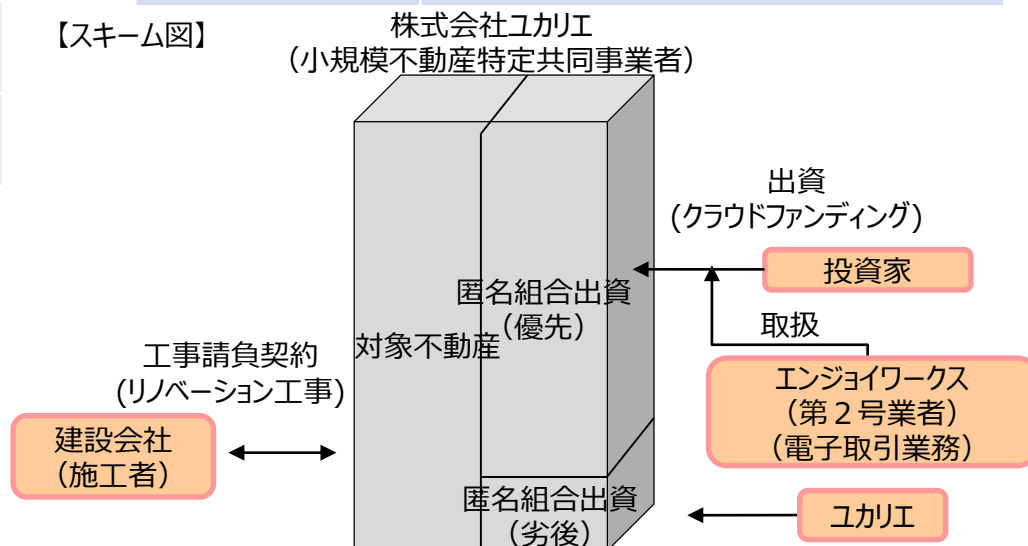 【スキーム図】
株式会社ユカリエ
（小規模不動産特定共同事業者）
出資
(クラウドファンディング)
投資家
匿名組合出資
（優先）
取扱
対象不動産
工事請負契約
(リノベーション工事)
エンジョイワークス
（第２号業者）
（電子取引業務）
建設会社
（施工者）
匿名組合出資
（劣後）
ユカリエ